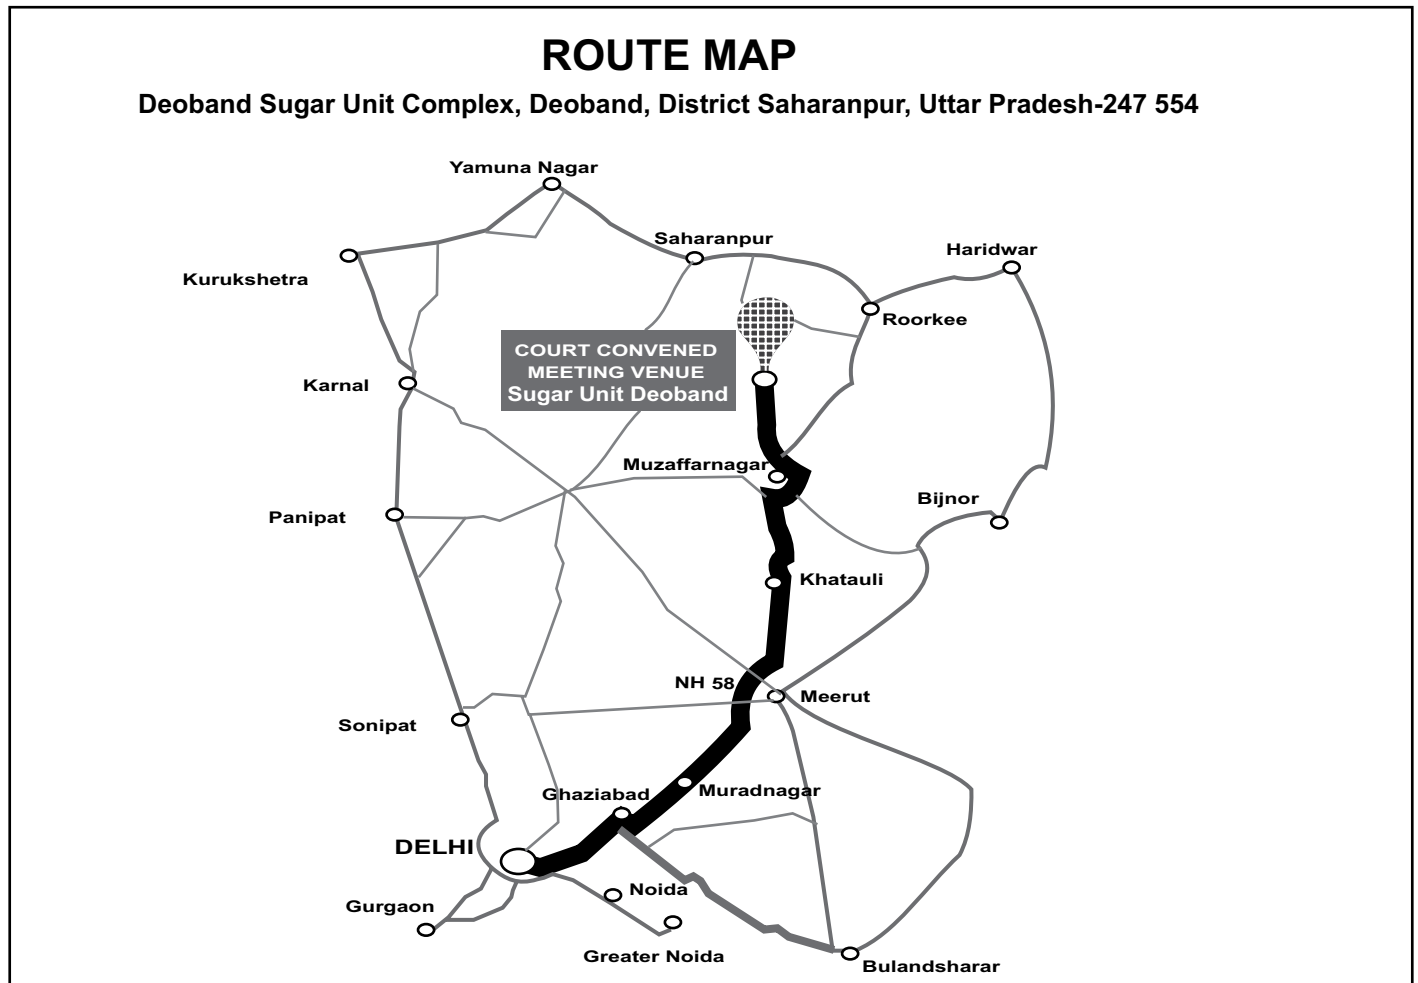 ROUTE MAP
Deoband Sugar Unit Complex, Deoband, District Saharanpur, Uttar Pradesh-247 554
Yamuna Nagar
Saharanpur
Haridwar
Kurukshetra
Roorkee
COURT CONVENED
MEETING VENUE
Sugar Unit Deoband
Karnal
Muzaffarnagar
Bijnor
Panipat
Khatauli
NH 58
Meerut
Sonipat
Ghaziabad
Muradnagar
DELHI
Noida
Gurgaon
Greater Noida
Bulandsharar